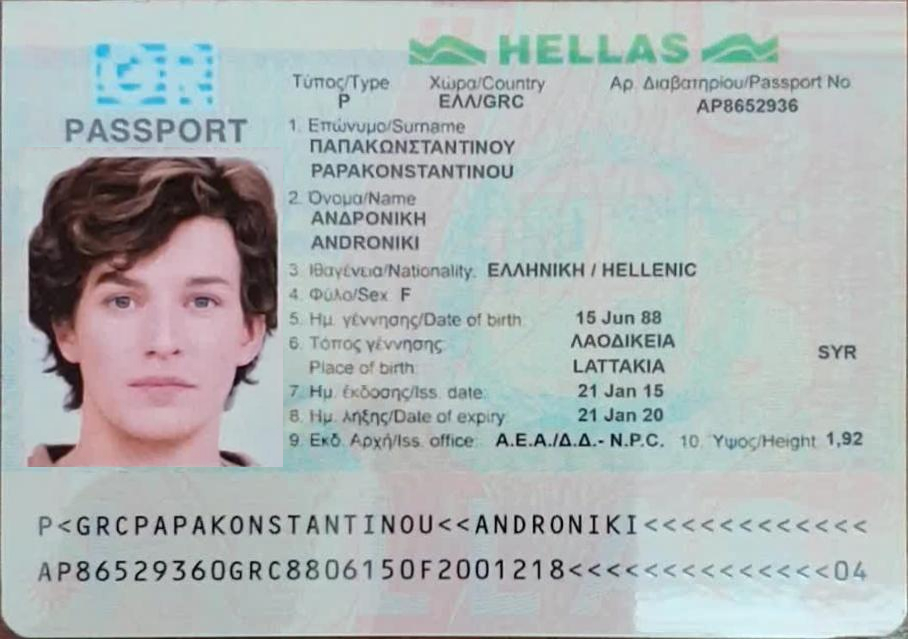 HELLAS
GR
PASSPORT
Τύπος/Type Χώρα/Country Αρ. Διαβατηρίου/Passport No
P ΕΛΛ/GRC AP8652936
1. Επώνυμο/Surname
ΠΑΠΑΚΩΝΣΤΑΝΤΙΝΟΥ
PAPAKONSTANTINOU
2. Όνομα/Name
ΑΝΔΡΟΝΙΚΗ
ANDRONIKI
3. Ιθαγένεια/Nationality: ΕΛΛΗΝΙΚΗ / HELLENIC
4. Φύλο/Sex F
5. Ημ. γέννησης/Date of birth 15 Jun 88
6. Τόπος γέννησης ΛΑΟΔΙΚΕΙΑ
Place of birth LATTAKIA SYR
7. Ημ. έκδοσης/Iss. date: 21 Jan 15
8. Ημ. λήξης/Date of expiry 21 Jan 20
9. Εκδ. Αρχή/Iss. office: Α.Ε.Α./Δ.Δ.- N.P.C. 10. Ύψος/Height 1,92
P<GRCPAPAKONSTANTINOU<<ANDRONIKI<<<<<<<<<<<<
AP86529360GRC8806150F2001218<<<<<<<<<<<<<<04